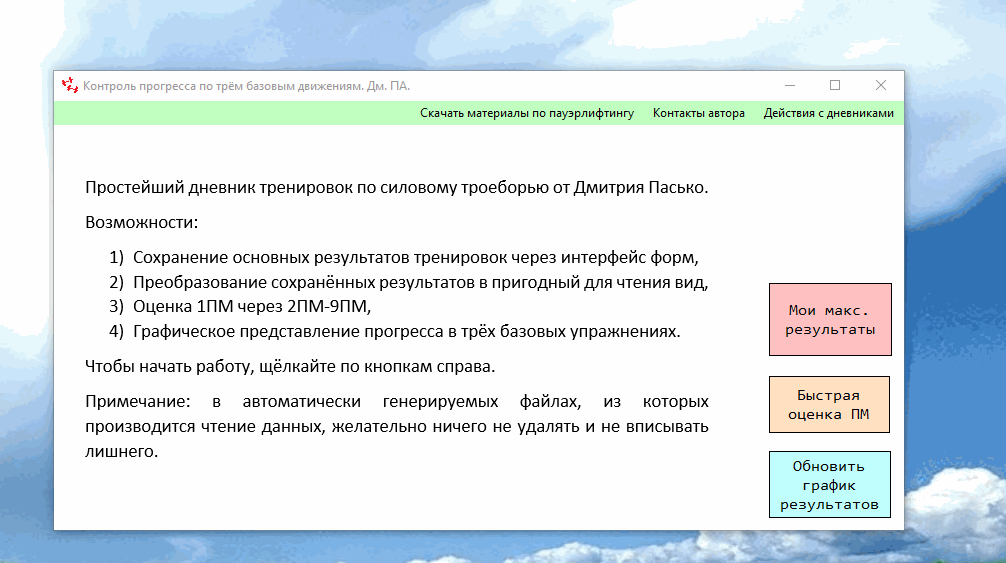 Контроль прогресса по трём базовым движениям. Дм. ПА.
Скачать материалы по пауэрлифтингу Контакты автора Действия с дневниками
Простейший дневник тренировок по силовому троеборью от Дмитрия Пасько.
Возможности:
1) Сохранение основных результатов тренировок через интерфейс форм,
2) Преобразование сохранённых результатов в пригодный для чтения вид,
3) Оценка 1ПМ через 2ПМ-9ПМ,
4) Графическое представление прогресса в трёх базовых упражнениях.
Чтобы начать работу, щёлкайте по кнопкам справа.
Примечание: в автоматически генерируемых файлах, из которых
производится чтение данных, желательно ничего не удалять и не вписывать
лишнего.
Мои макс.
результаты
Быстрая
оценка ПМ
Обновить
график
результатов